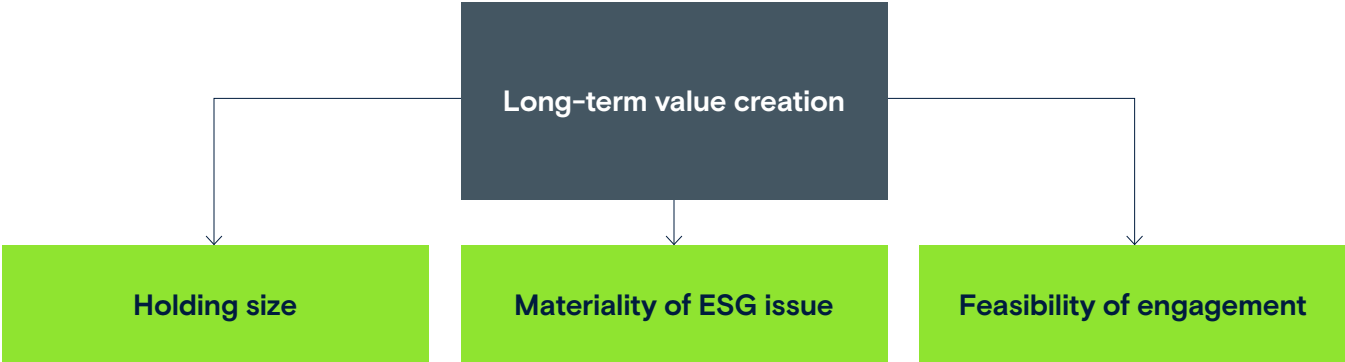 Long-term value creation
Holding size
Materiality of ESG issue
Feasibility of engagement